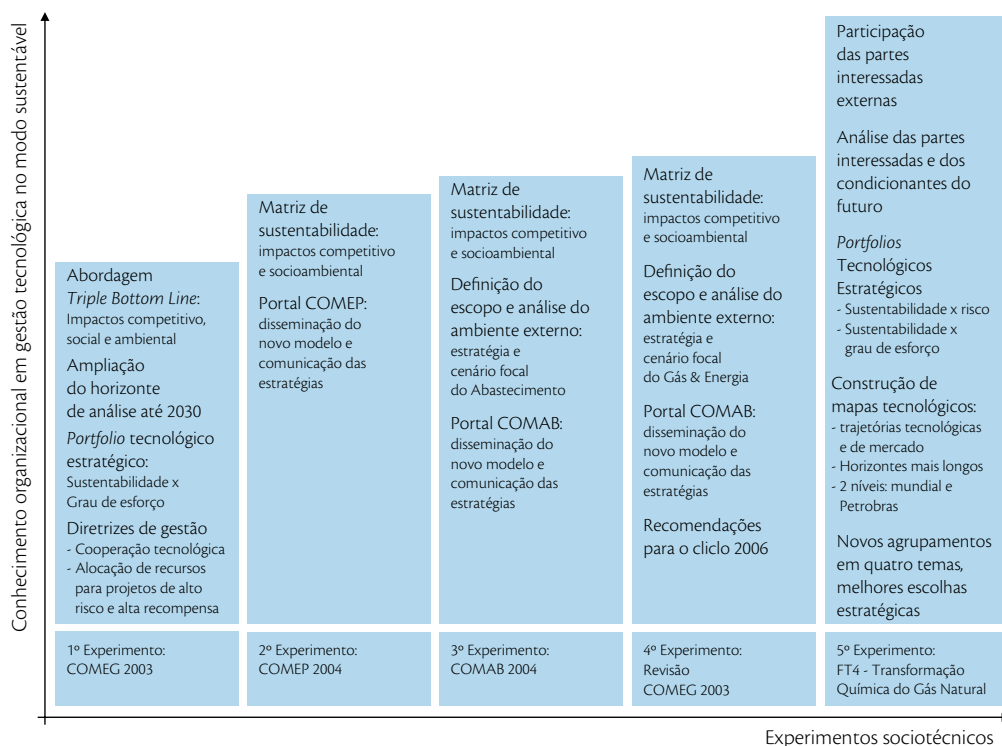 Conhecimento organizacional em gestão tecnológica no modo sustentável
Abordagem
Triple Bottom Line:
Impactos competitivo,
social e ambiental
Ampliação
do horizonte
de análise até 2030
Portfolio tecnológico
estratégico:
Sustentabilidade x
Grau de esforço
Diretrizes de gestão
- Cooperação tecnológica
- Alocação de recursos
para projetos de alto
risco e alta recompensa
1º Experimento:
COMEG 2003
Matriz de
sustentabilidade:
impactos competitivo
e socioambiental
Portal COMEP:
disseminação do
novo modelo e
comunicação das
estratégias
2º Experimento:
COMEP 2004
Matriz de
sustentabilidade:
impactos competitivo
e socioambiental
Definição do
escopo e análise do
ambiente externo:
estratégia e
cenário focal
do Abastecimento
Portal COMAB:
disseminação do
novo modelo e
comunicação das
estratégias
3º Experimento:
COMAB 2004
Matriz de
sustentabilidade:
impactos competitivo
e socioambiental
Definição do
escopo e análise do
ambiente externo:
estratégia e
cenário focal
do Gás & Energia
Portal COMAB:
disseminação do
novo modelo e
comunicação das
estratégias
Recomendações
para o cliclo 2006
4º Experimento:
Revisão
COMEG 2003
Participação
das partes
interessadas
externas
Análise das partes
interessadas e dos
condicionantes do
futuro
Portfolios
Tecnológicos
Estratégicos
- Sustentabilidade x risco
- Sustentabilidade x
grau de esforço
Construção de
mapas tecnológicos:
- trajetórias tecnológicas
e de mercado
- Horizontes mais longos
- 2 níveis: mundial e
Petrobras
Novos agrupamentos
em quatro temas,
melhores escolhas
estratégicas
5º Experimento:
FT4 - Transformação
Química do Gás Natural
Experimentos sociotécnicos